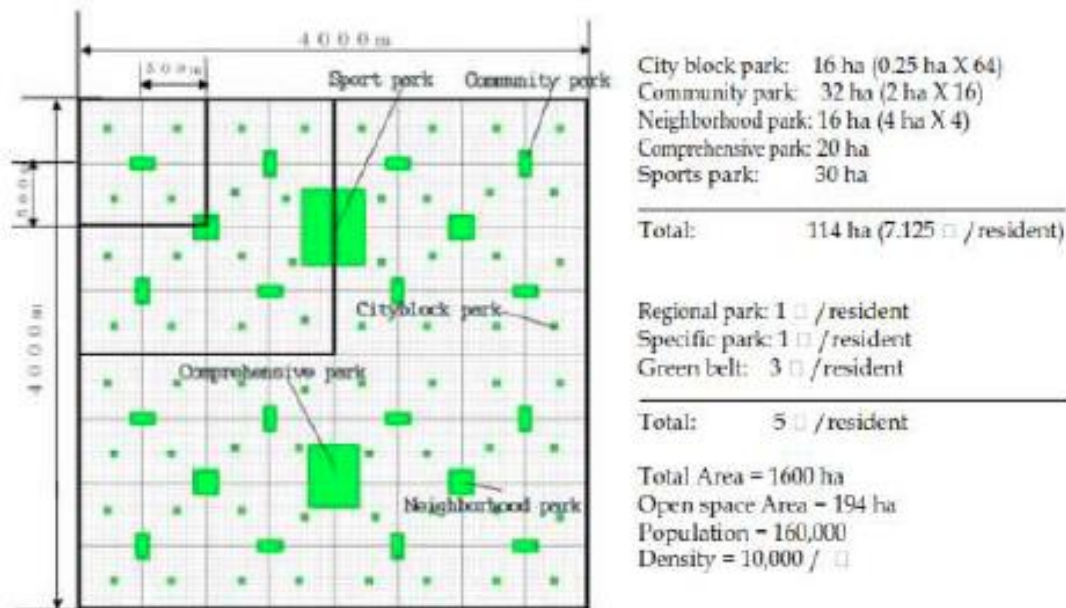 4000m
500m
Sport park
Community park
500m
4000m
Cityblock park
Comprehensive park
Neighborhood park
City block park: 16 ha (0.25 ha X 64)
Community park: 32 ha (2 ha X 16)
Neighborhood park: 16 ha (4 ha X 4)
Comprehensive park: 20 ha
Sports park: 30 ha
Total: 114 ha (7.125 □ /resident)
Regional park: 1 □ /resident
Specific park: 1 □ /resident
Green belt: 3 □ /resident
Total: 5 □ /resident
Total Area = 1600 ha
Open space Area = 194 ha
Population = 160,000
Density = 10,000 / □